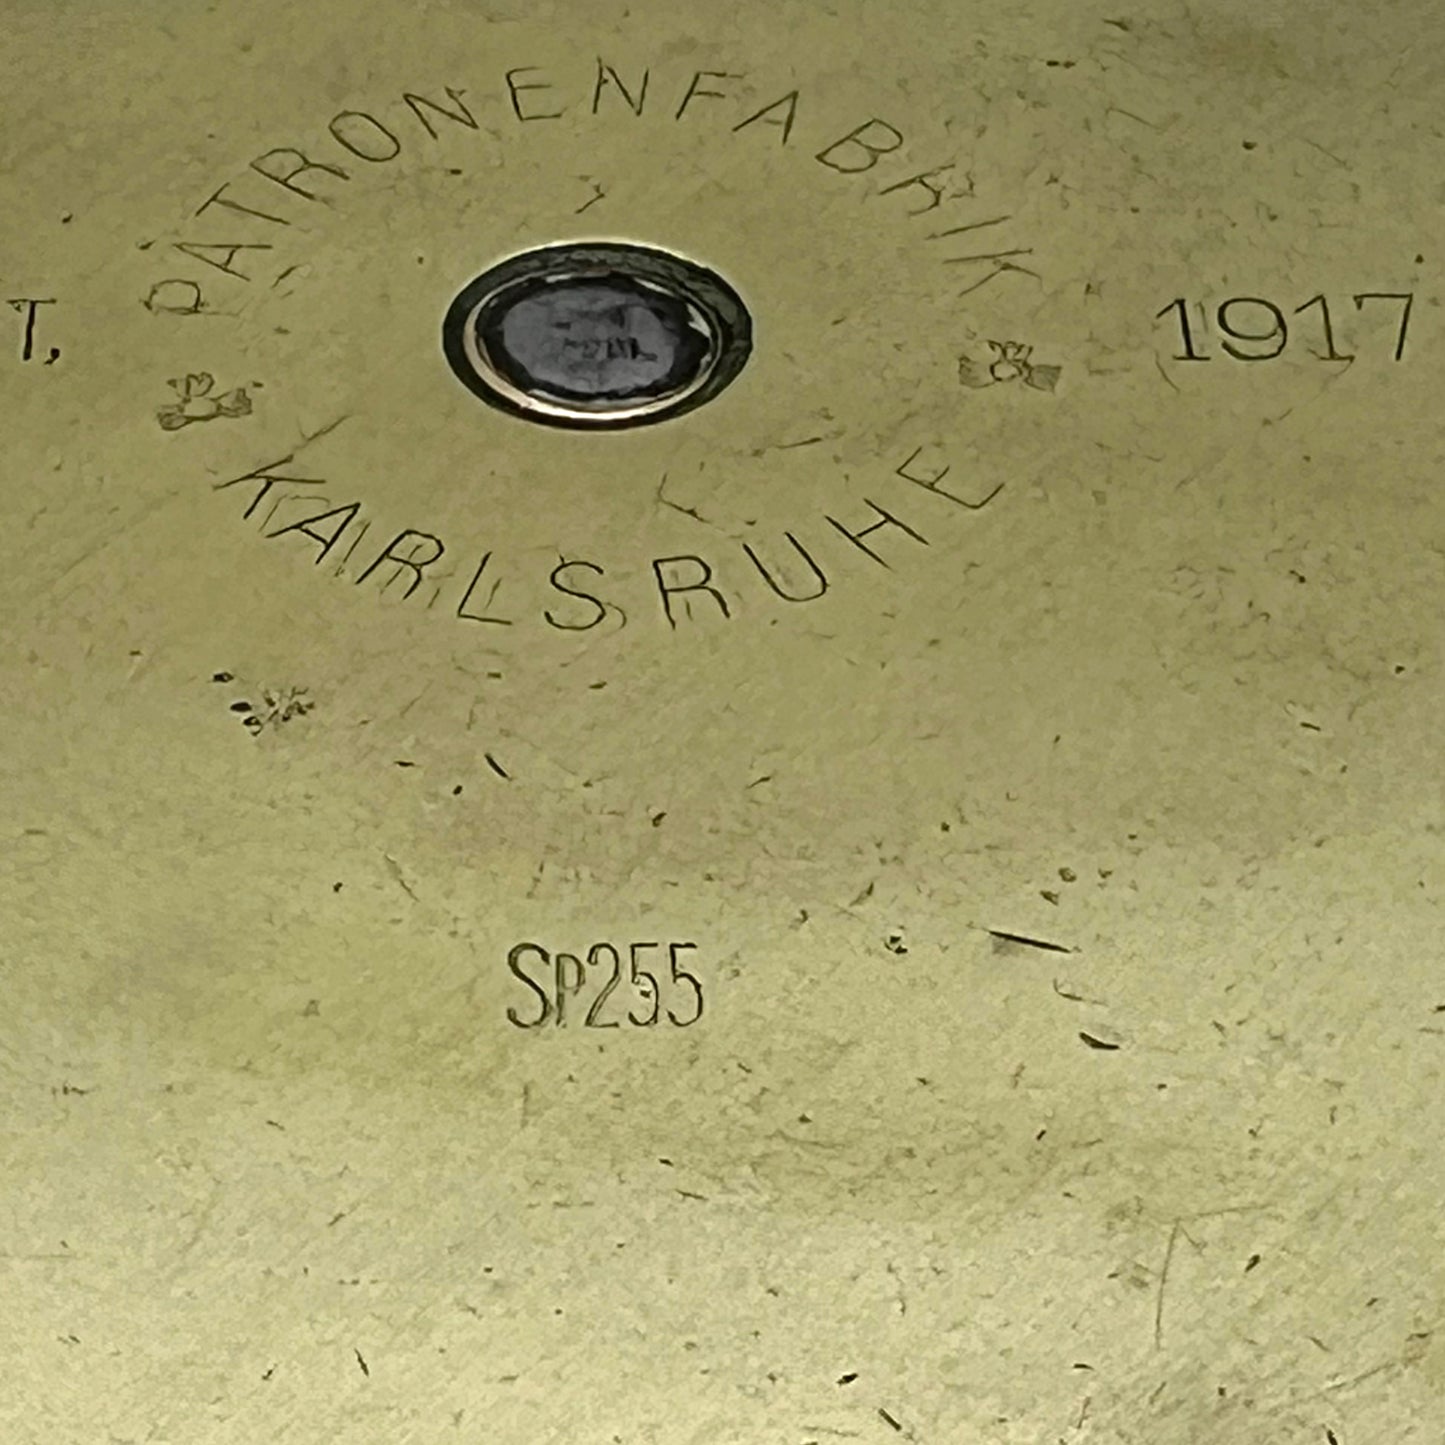 PATRONENFABRIK
T,
1917
KARLSRUHE
SP255